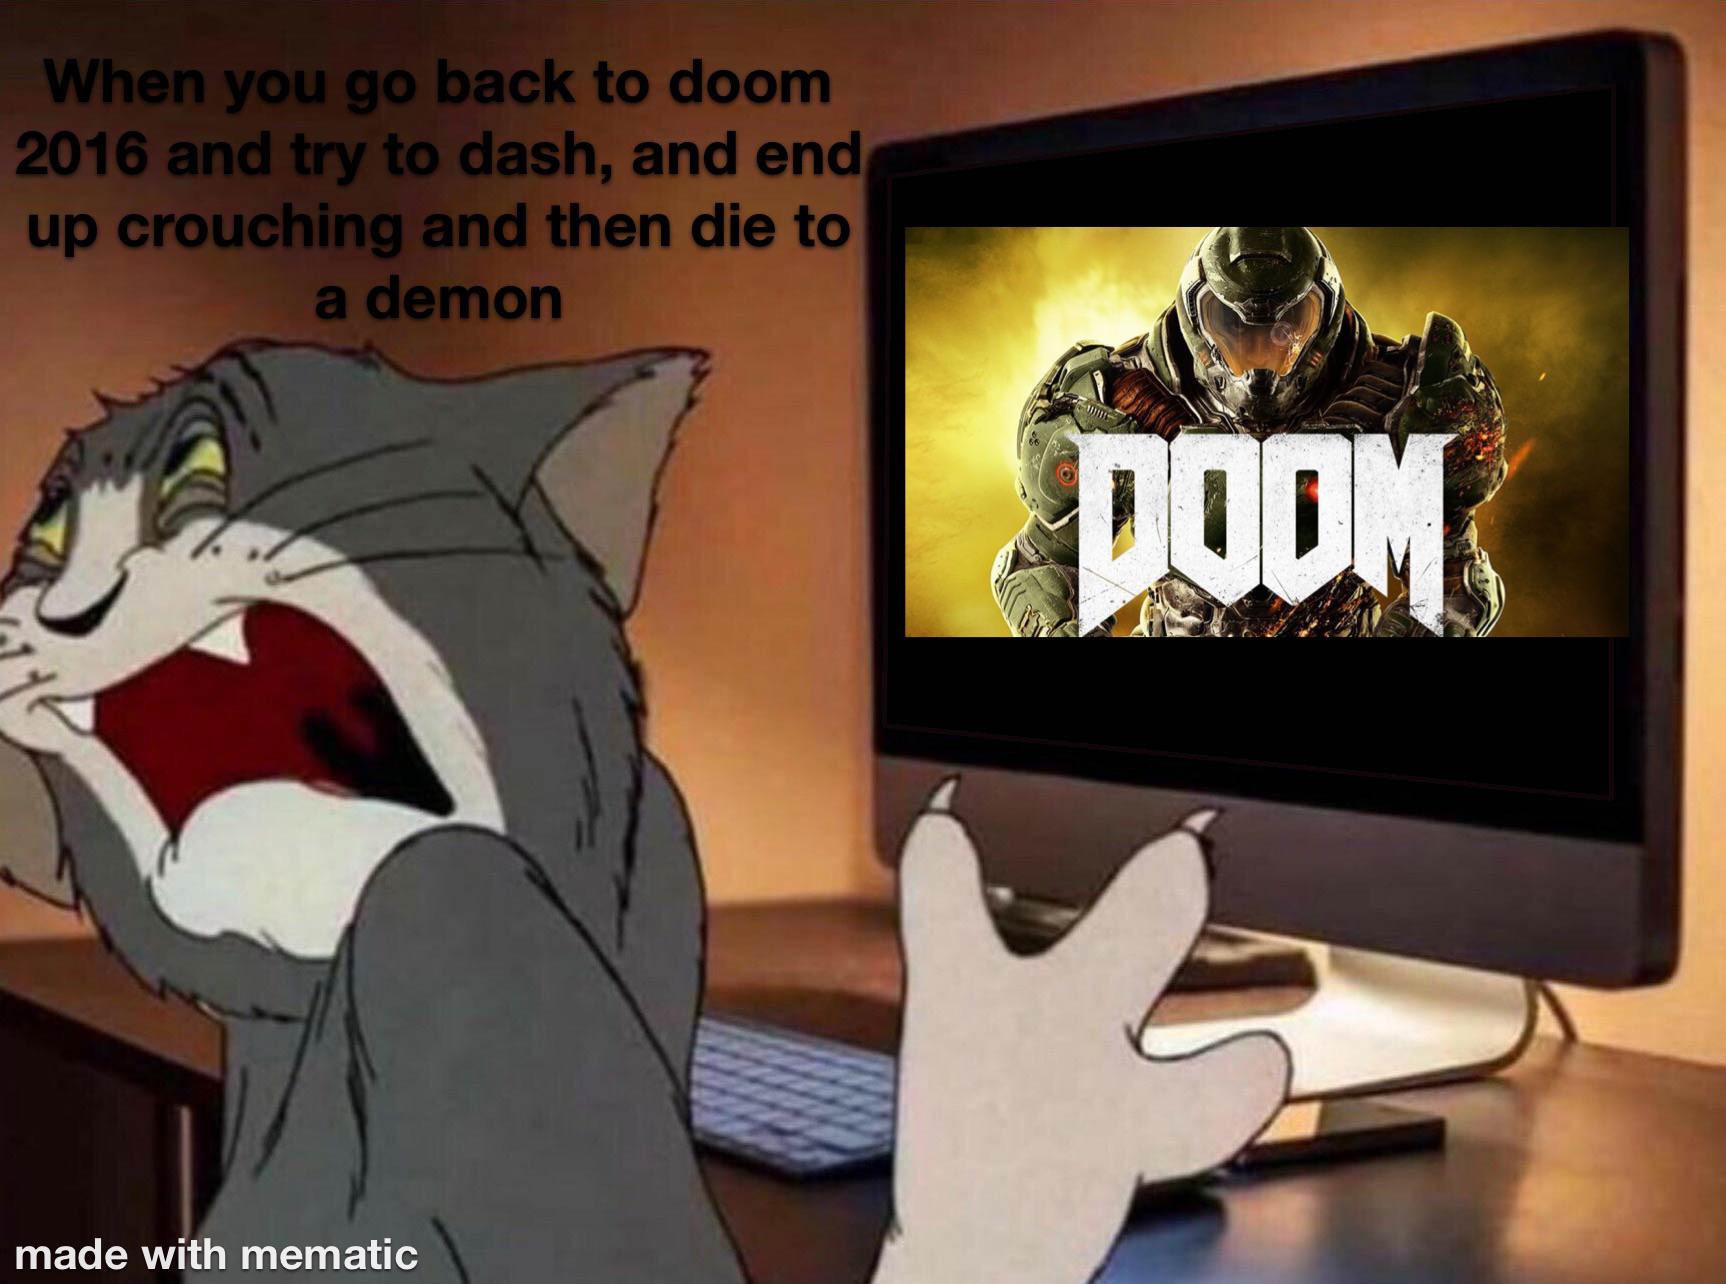 When you go back to doom
2016 and try to dash, and end
up crouching and then die to
a demon
DOOM
made with mematic